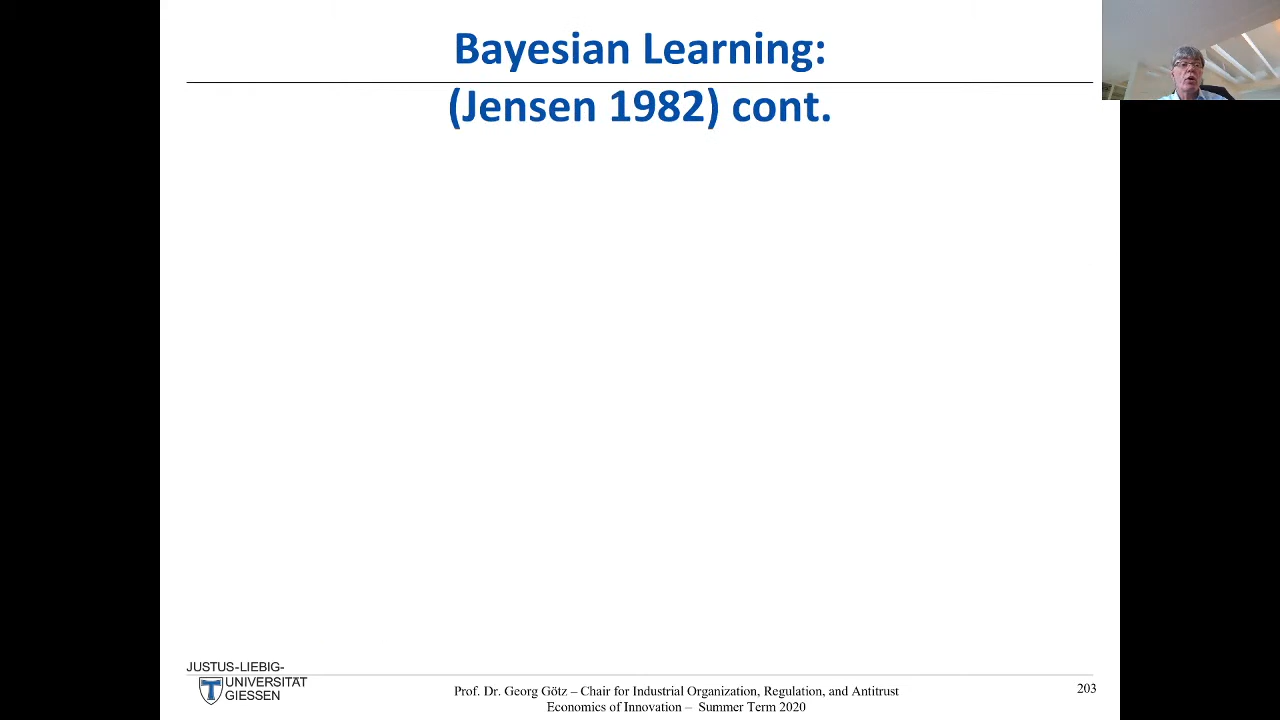 Bayesian Learning:
(Jensen 1982) cont.
JUSTUS-LIEBIG-
UNIVERSITÄT
GIESSEN
Prof. Dr. Georg Götz – Chair for Industrial Organization, Regulation, and Antitrust
Economics of Innovation – Summer Term 2020
203